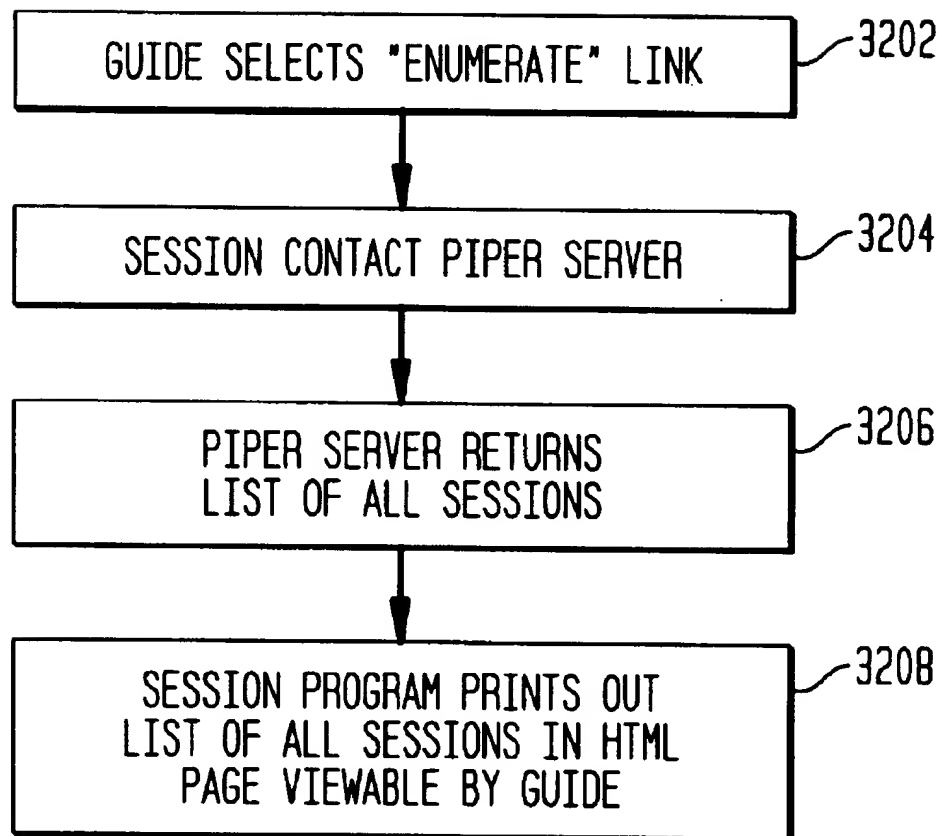 GUIDE SELECTS "ENUMERATE" LINK
3202
SESSION CONTACT PIPER SERVER
3204
PIPER SERVER RETURNS
LIST OF ALL SESSIONS
3206
SESSION PROGRAM PRINTS OUT
LIST OF ALL SESSIONS IN HTML
PAGE VIEWABLE BY GUIDE
3208